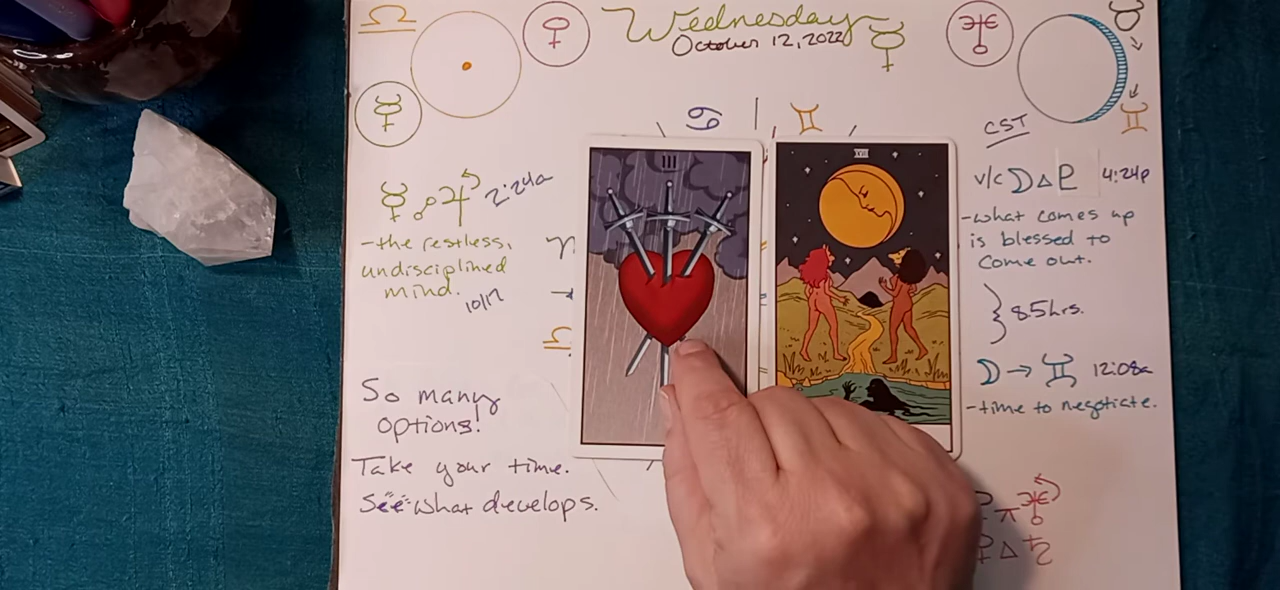 Wednesday
October 12, 2022
CST
2:24a
-the restless,
undisciplined
mind.
10/17
So many
options!
Take your time.
See what develops.
III
XVIII
v/c 4:24p
-what comes up
is blessed to
come out.
85hrs.
12:08a
-time to negotiate.